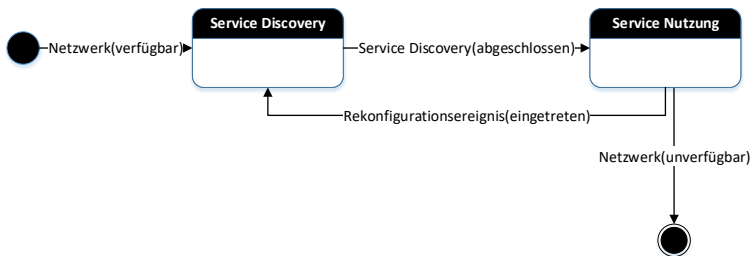 Service Discovery
Service Nutzung
Netzwerk(verfügbar)
Service Discovery(abgeschlossen)
Rekonfigurationsereignis(eingetreten)
Netzwerk(unverfügbar)